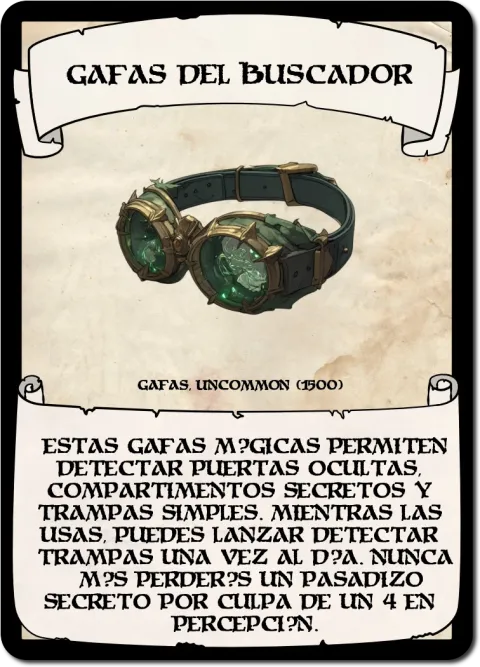 GAFAS DEL BUSCADOR
GAFAS, UNCOMMON (1500)
ESTAS GAFAS M?GICAS PERMITEN
DETECTAR PUERTAS OCULTAS,
COMPARTIMENTOS SECRETOS Y
TRAMPAS SIMPLES. MIENTRAS LAS
USAS, PUEDES LANZAR DETECTAR
TRAMPAS UNA VEZ AL D?A. NUNCA
M?S PERDER?S UN PASADIZO
SECRETO POR CULPA DE UN 4 EN
PERCEPCI?N.